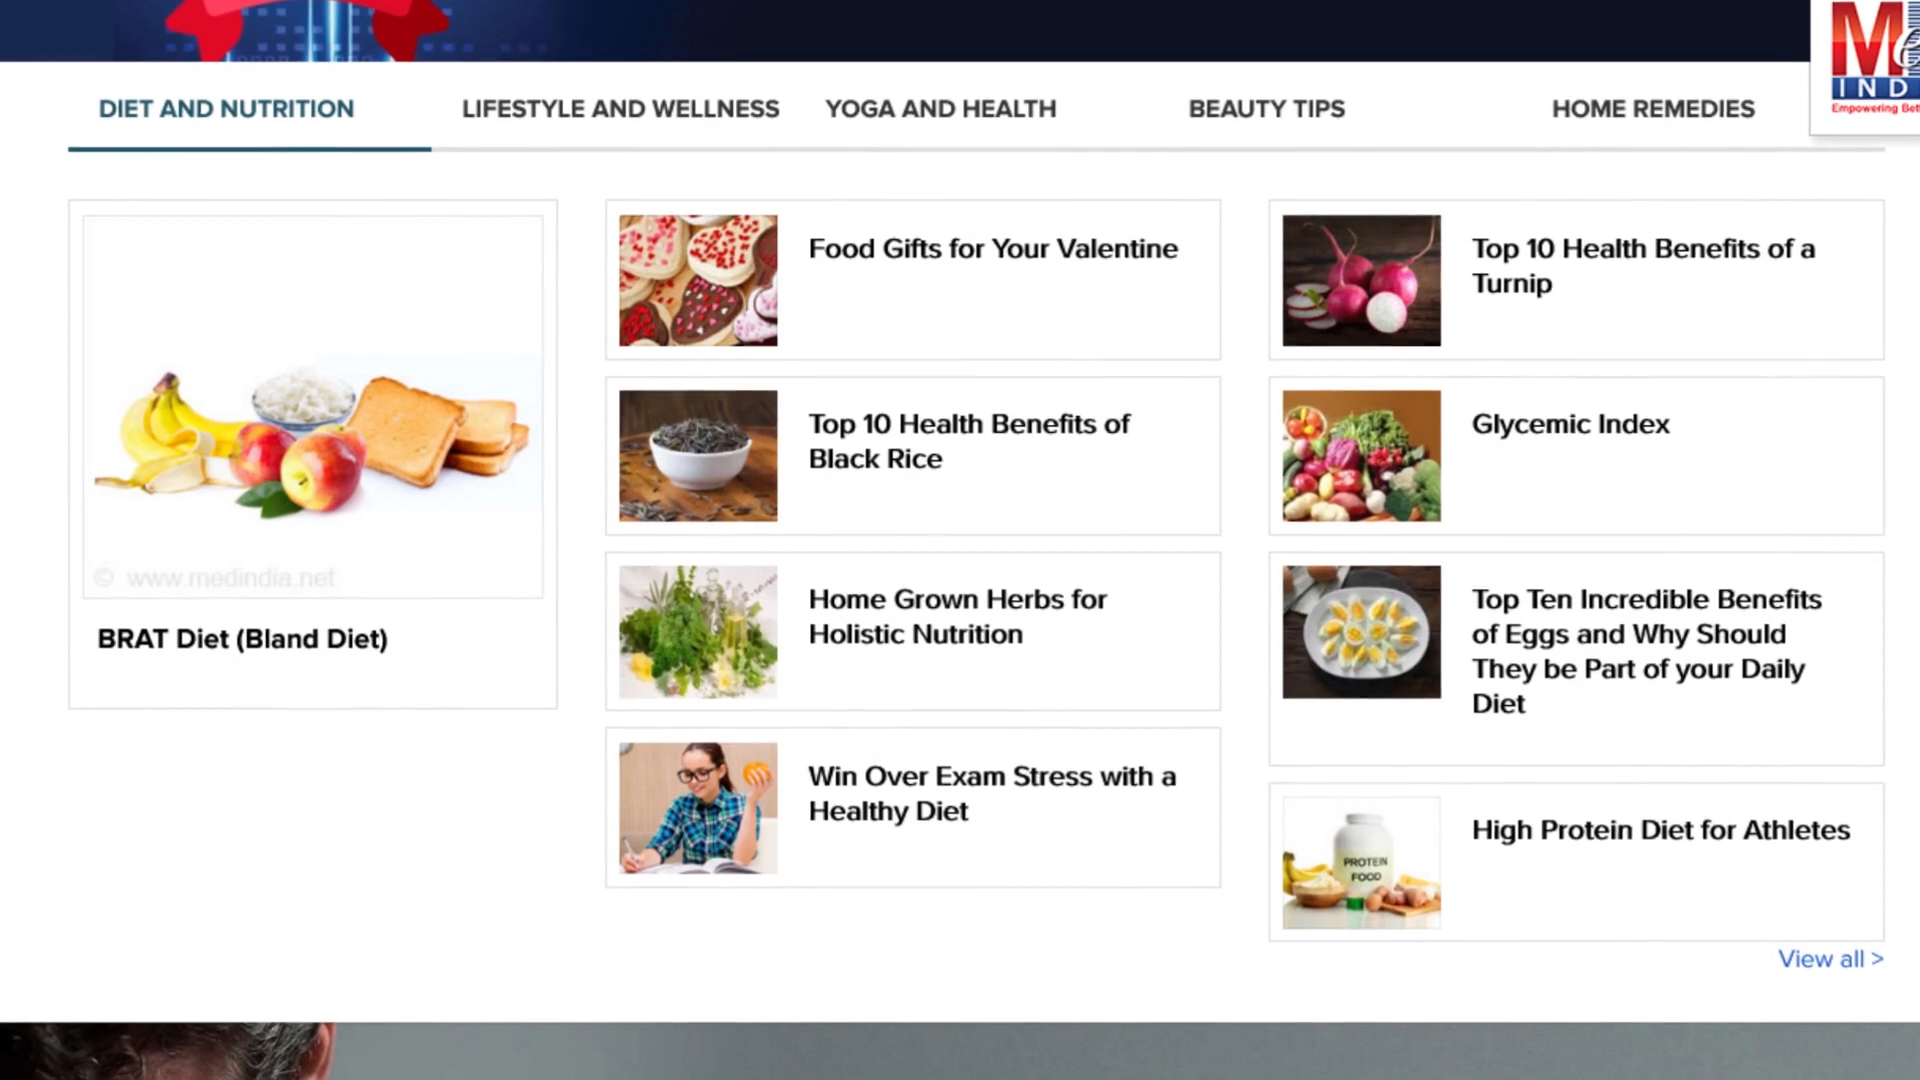 DIET AND NUTRITION
LIFESTYLE AND WELLNESS
YOGA AND HEALTH
BEAUTY TIPS
HOME REMEDIES
IND
Empowering
© www.medindia.net
BRAT Diet (Bland Diet)
Food Gifts for Your Valentine
Top 10 Health Benefits of
Black Rice
Home Grown Herbs for
Holistic Nutrition
Win Over Exam Stress with a
Healthy Diet
Top 10 Health Benefits of a
Turnip
Glycemic Index
Top Ten Incredible Benefits
of Eggs and Why Should
They be Part of your Daily
Diet
PROTEIN
FOOD
High Protein Diet for Athletes
View all >